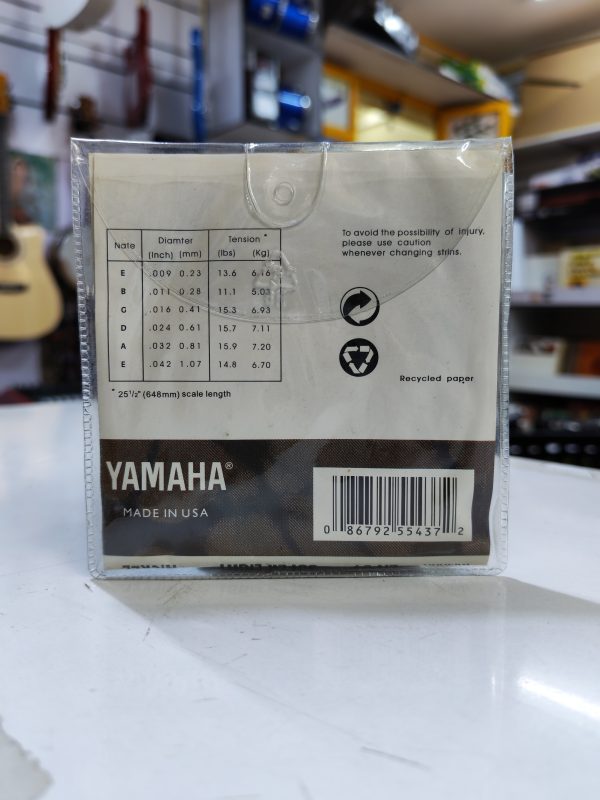 Nate Diamter Tension *
(Inch) (mm) (lbs) (Kg)
E .009 0.23 13.6 6.16
B .011 0.28 11.1 5.03
G .016 0.41 15.3 6.93
D .024 0.61 15.7 7.11
A .032 0.81 15.9 7.20
E .042 1.07 14.8 6.70
* 25 1/2" (648mm) scale length
To avoid the possibility of injury,
please use caution
whenever changing strins.
Recycled paper
YAMAHA®
MADE IN USA
0 86792 55437 2